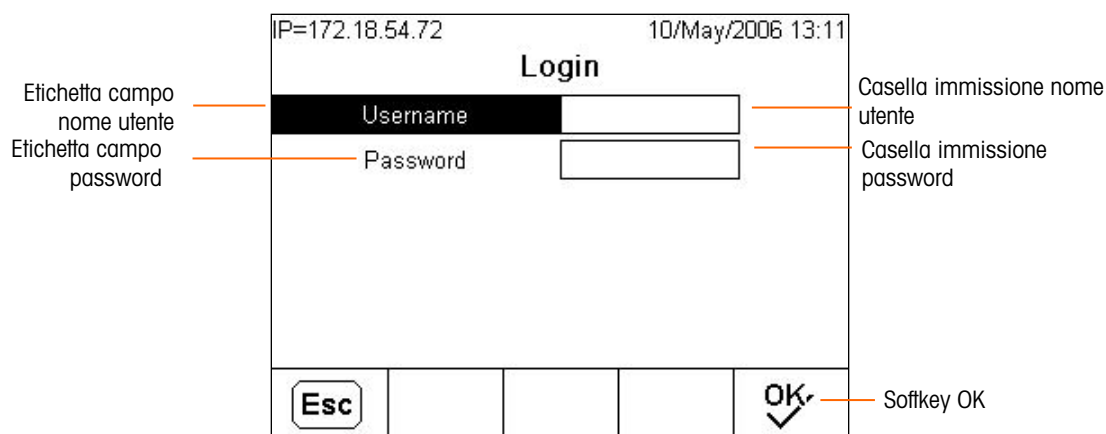 IP=172.18.54.72 10/May/2006 13:11
Login
Etichetta campo
nome utente
Username
Casella immissione nome
utente
Etichetta campo
password
Password
Casella immissione
password
Esc
OK
Softkey OK